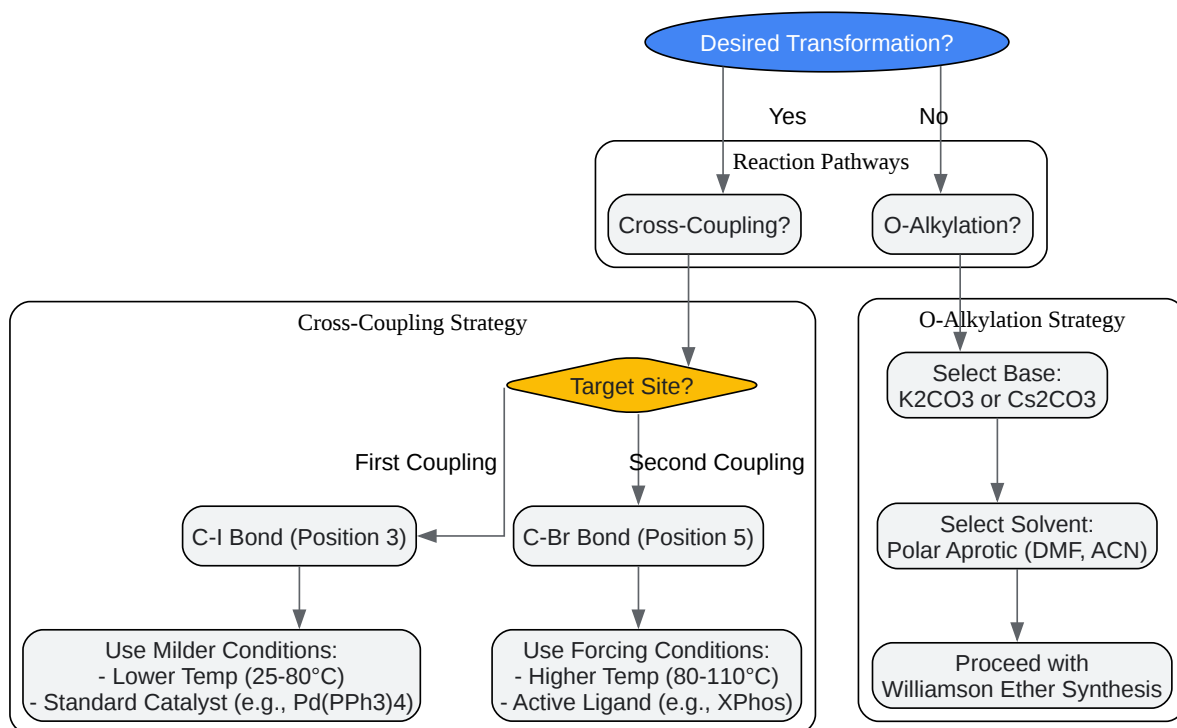 Desired Transformation?
Yes
No
Reaction Pathways
Cross-Coupling?
O-Alkylation?
Cross-Coupling Strategy
Target Site?
First Coupling
Second Coupling
C-I Bond (Position 3)
C-Br Bond (Position 5)
Use Milder Conditions:
- Lower Temp (25-80°C)
- Standard Catalyst (e.g., Pd(PPh3)4)
Use Forcing Conditions:
- Higher Temp (80-110°C)
- Active Ligand (e.g., XPhos)
O-Alkylation Strategy
Select Base:
K2CO3 or Cs2CO3
Select Solvent:
Polar Aprotic (DMF, ACN)
Proceed with
Williamson Ether Synthesis